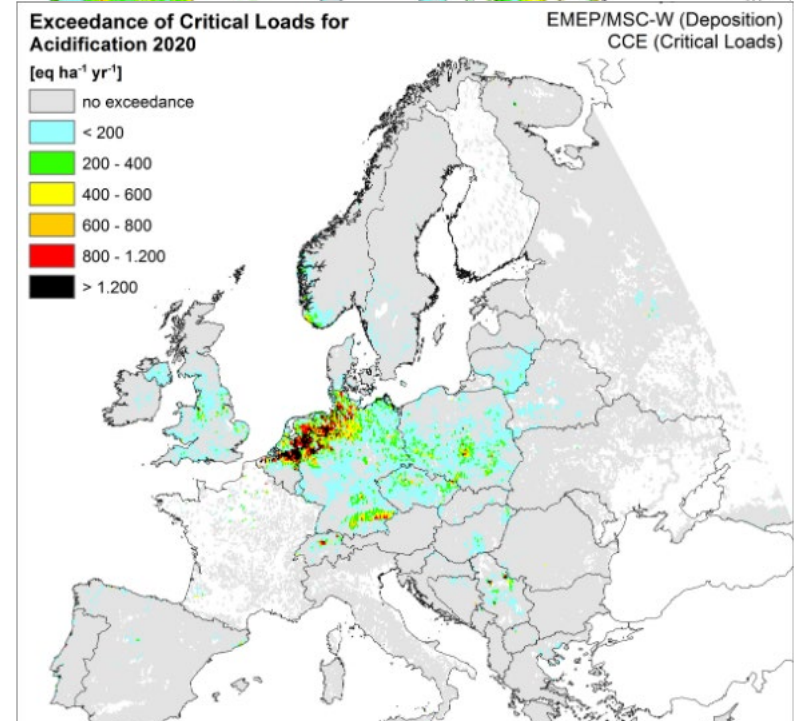 Exceedance of Critical Loads for
Acidification 2020
[eq ha⁻¹ yr⁻¹]
no exceedance
< 200
200 - 400
400 - 600
600 - 800
800 - 1.200
> 1.200
EMEP/MSC-W (Deposition)
CCE (Critical Loads)